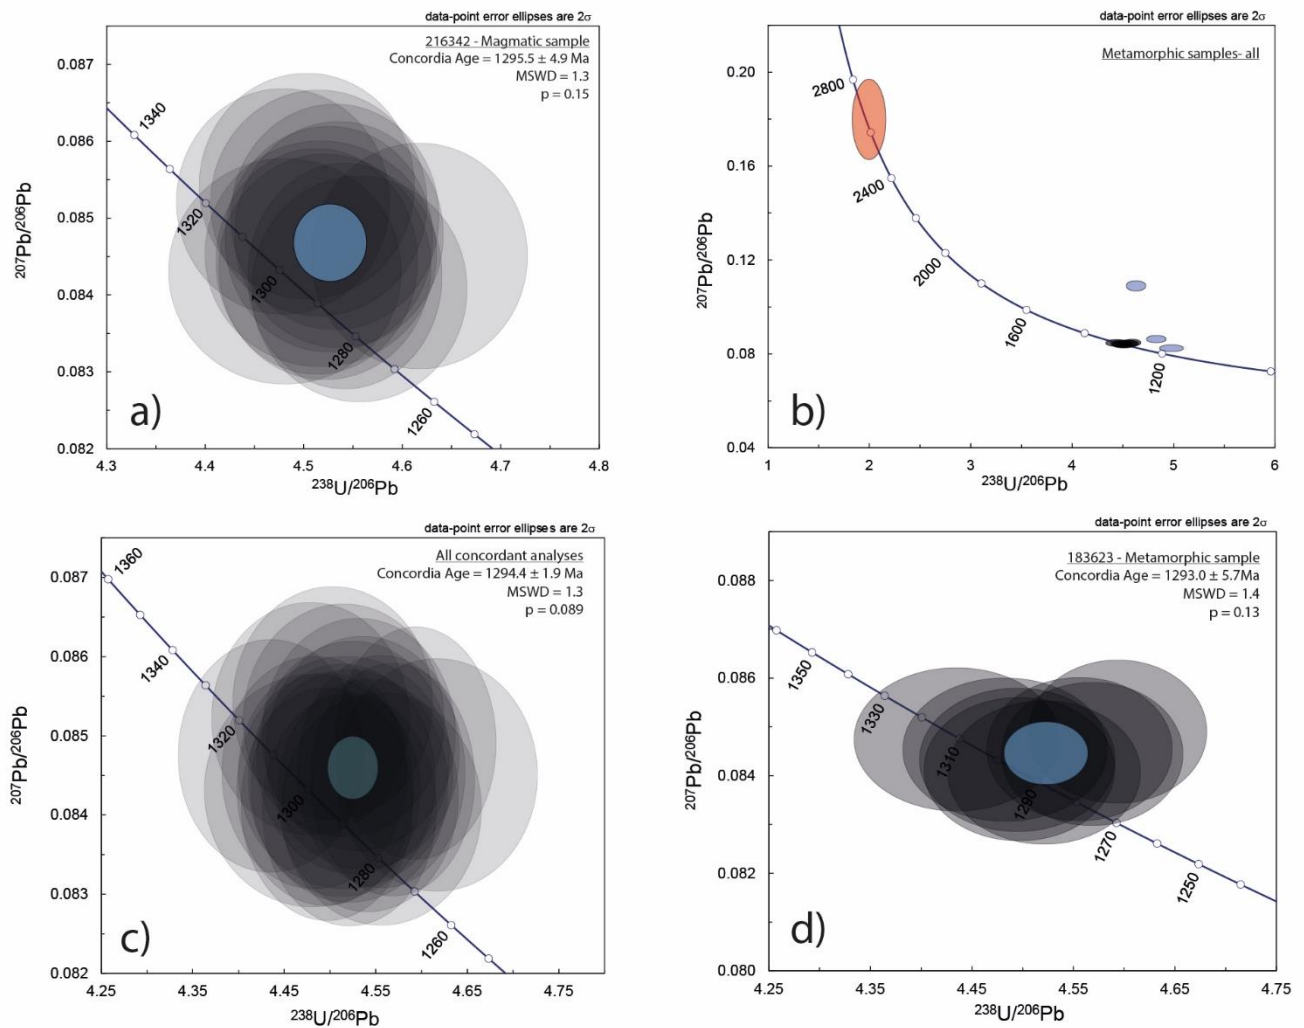 data-point error ellipses are 2σ
216342 - Magmatic sample
Concordia Age = 1295.5 ± 4.9 Ma
MSWD = 1.3
p = 0.15
0.087
0.086
0.085
0.084
0.083
0.082
²⁰⁷Pb/²⁰⁶Pb
1340
1320
1300
1280
1260
a)
4.3 4.4 4.5 4.6 4.7 4.8
²³⁸U/²⁰⁶Pb
data-point error ellipses are 2σ
Metamorphic samples- all
0.20
0.16
0.12
0.08
0.04
²⁰⁷Pb/²⁰⁶Pb
2800
2400
2000
1600
1200
b)
1 2 3 4 5 6
²³⁸U/²⁰⁶Pb
data-point error ellipses are 2σ
All concordant analyses
Concordia Age = 1294.4 ± 1.9 Ma
MSWD = 1.3
p = 0.089
0.087
0.086
0.085
0.084
0.083
0.082
²⁰⁷Pb/²⁰⁶Pb
1360
1340
1320
1300
1280
1260
c)
4.25 4.35 4.45 4.55 4.65 4.75
²³⁸U/²⁰⁶Pb
data-point error ellipses are 2σ
183623 - Metamorphic sample
Concordia Age = 1293.0 ± 5.7Ma
MSWD = 1.4
p = 0.13
0.088
0.086
0.084
0.082
0.080
²⁰⁷Pb/²⁰⁶Pb
1350
1330
1310
1290
1270
1250
d)
4.25 4.35 4.45 4.55 4.65 4.75
²³⁸U/²⁰⁶Pb